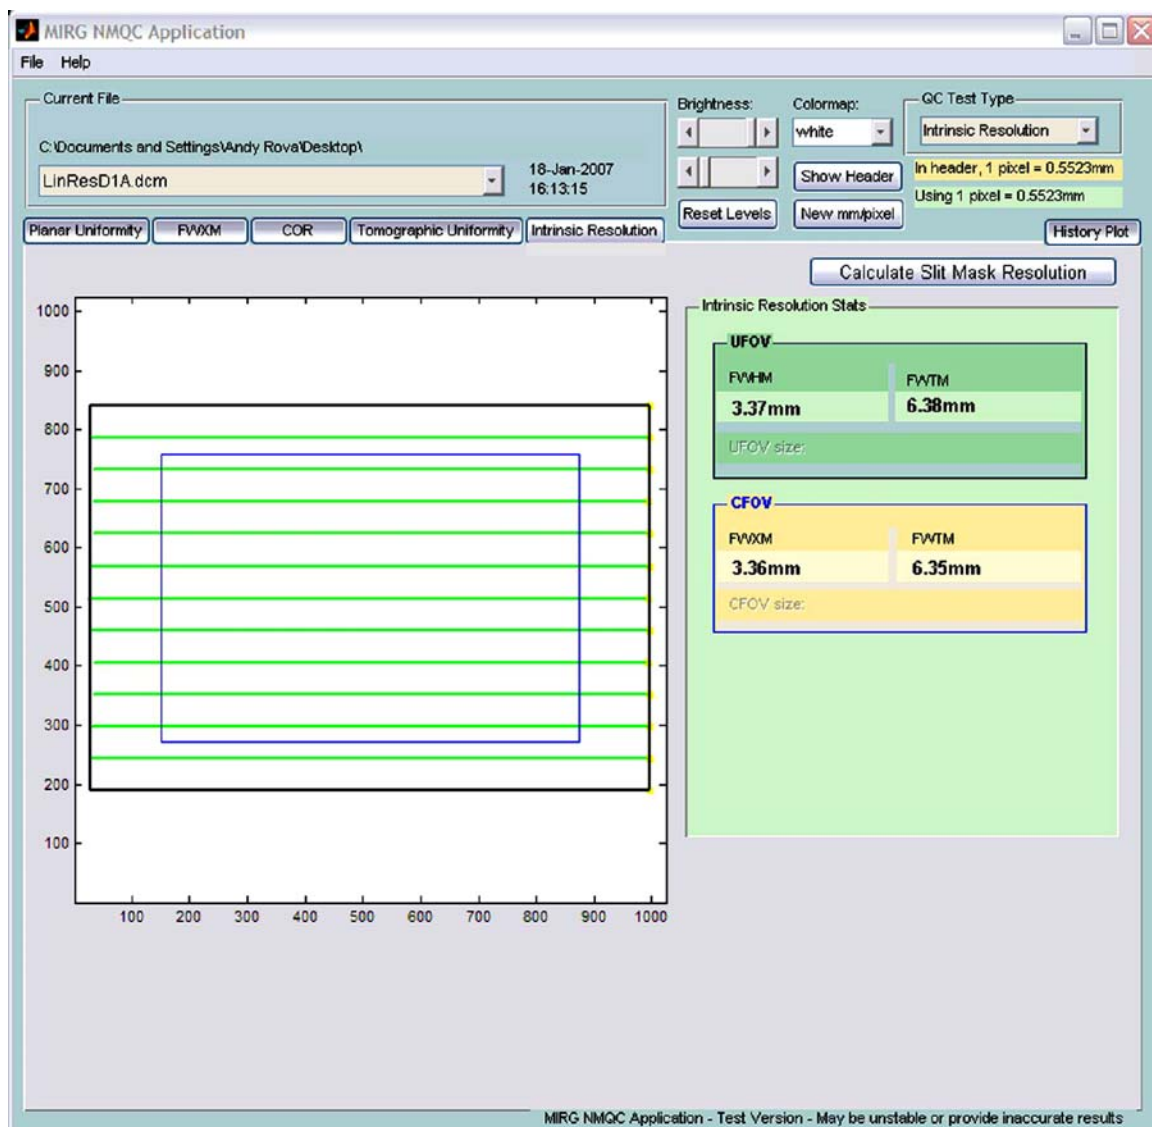 MIRG NMQC Application
File Help
Current File
C:\Documents and Settings\Andy Rova\Desktop\
LinResD1A.dcm
18-Jan-2007
16:13:15
Brightness:
Reset Levels
Colormap:
white
Show Header
New mm/pixel
QC Test Type
Intrinsic Resolution
In header, 1 pixel = 0.5523mm
Using 1 pixel = 0.5523mm
Planar Uniformity FWXM COR Tomographic Uniformity Intrinsic Resolution History Plot
Calculate Slit Mask Resolution
1000
900
800
700
600
500
400
300
200
100
100 200 300 400 500 600 700 800 900 1000
Intrinsic Resolution Stats
UFOV
FWHM FWTM
3.37mm 6.38mm
UFOV size:
CFOV
FWXM FWTM
3.36mm 6.35mm
CFOV size:
MIRG NMQC Application - Test Version - May be unstable or provide inaccurate results